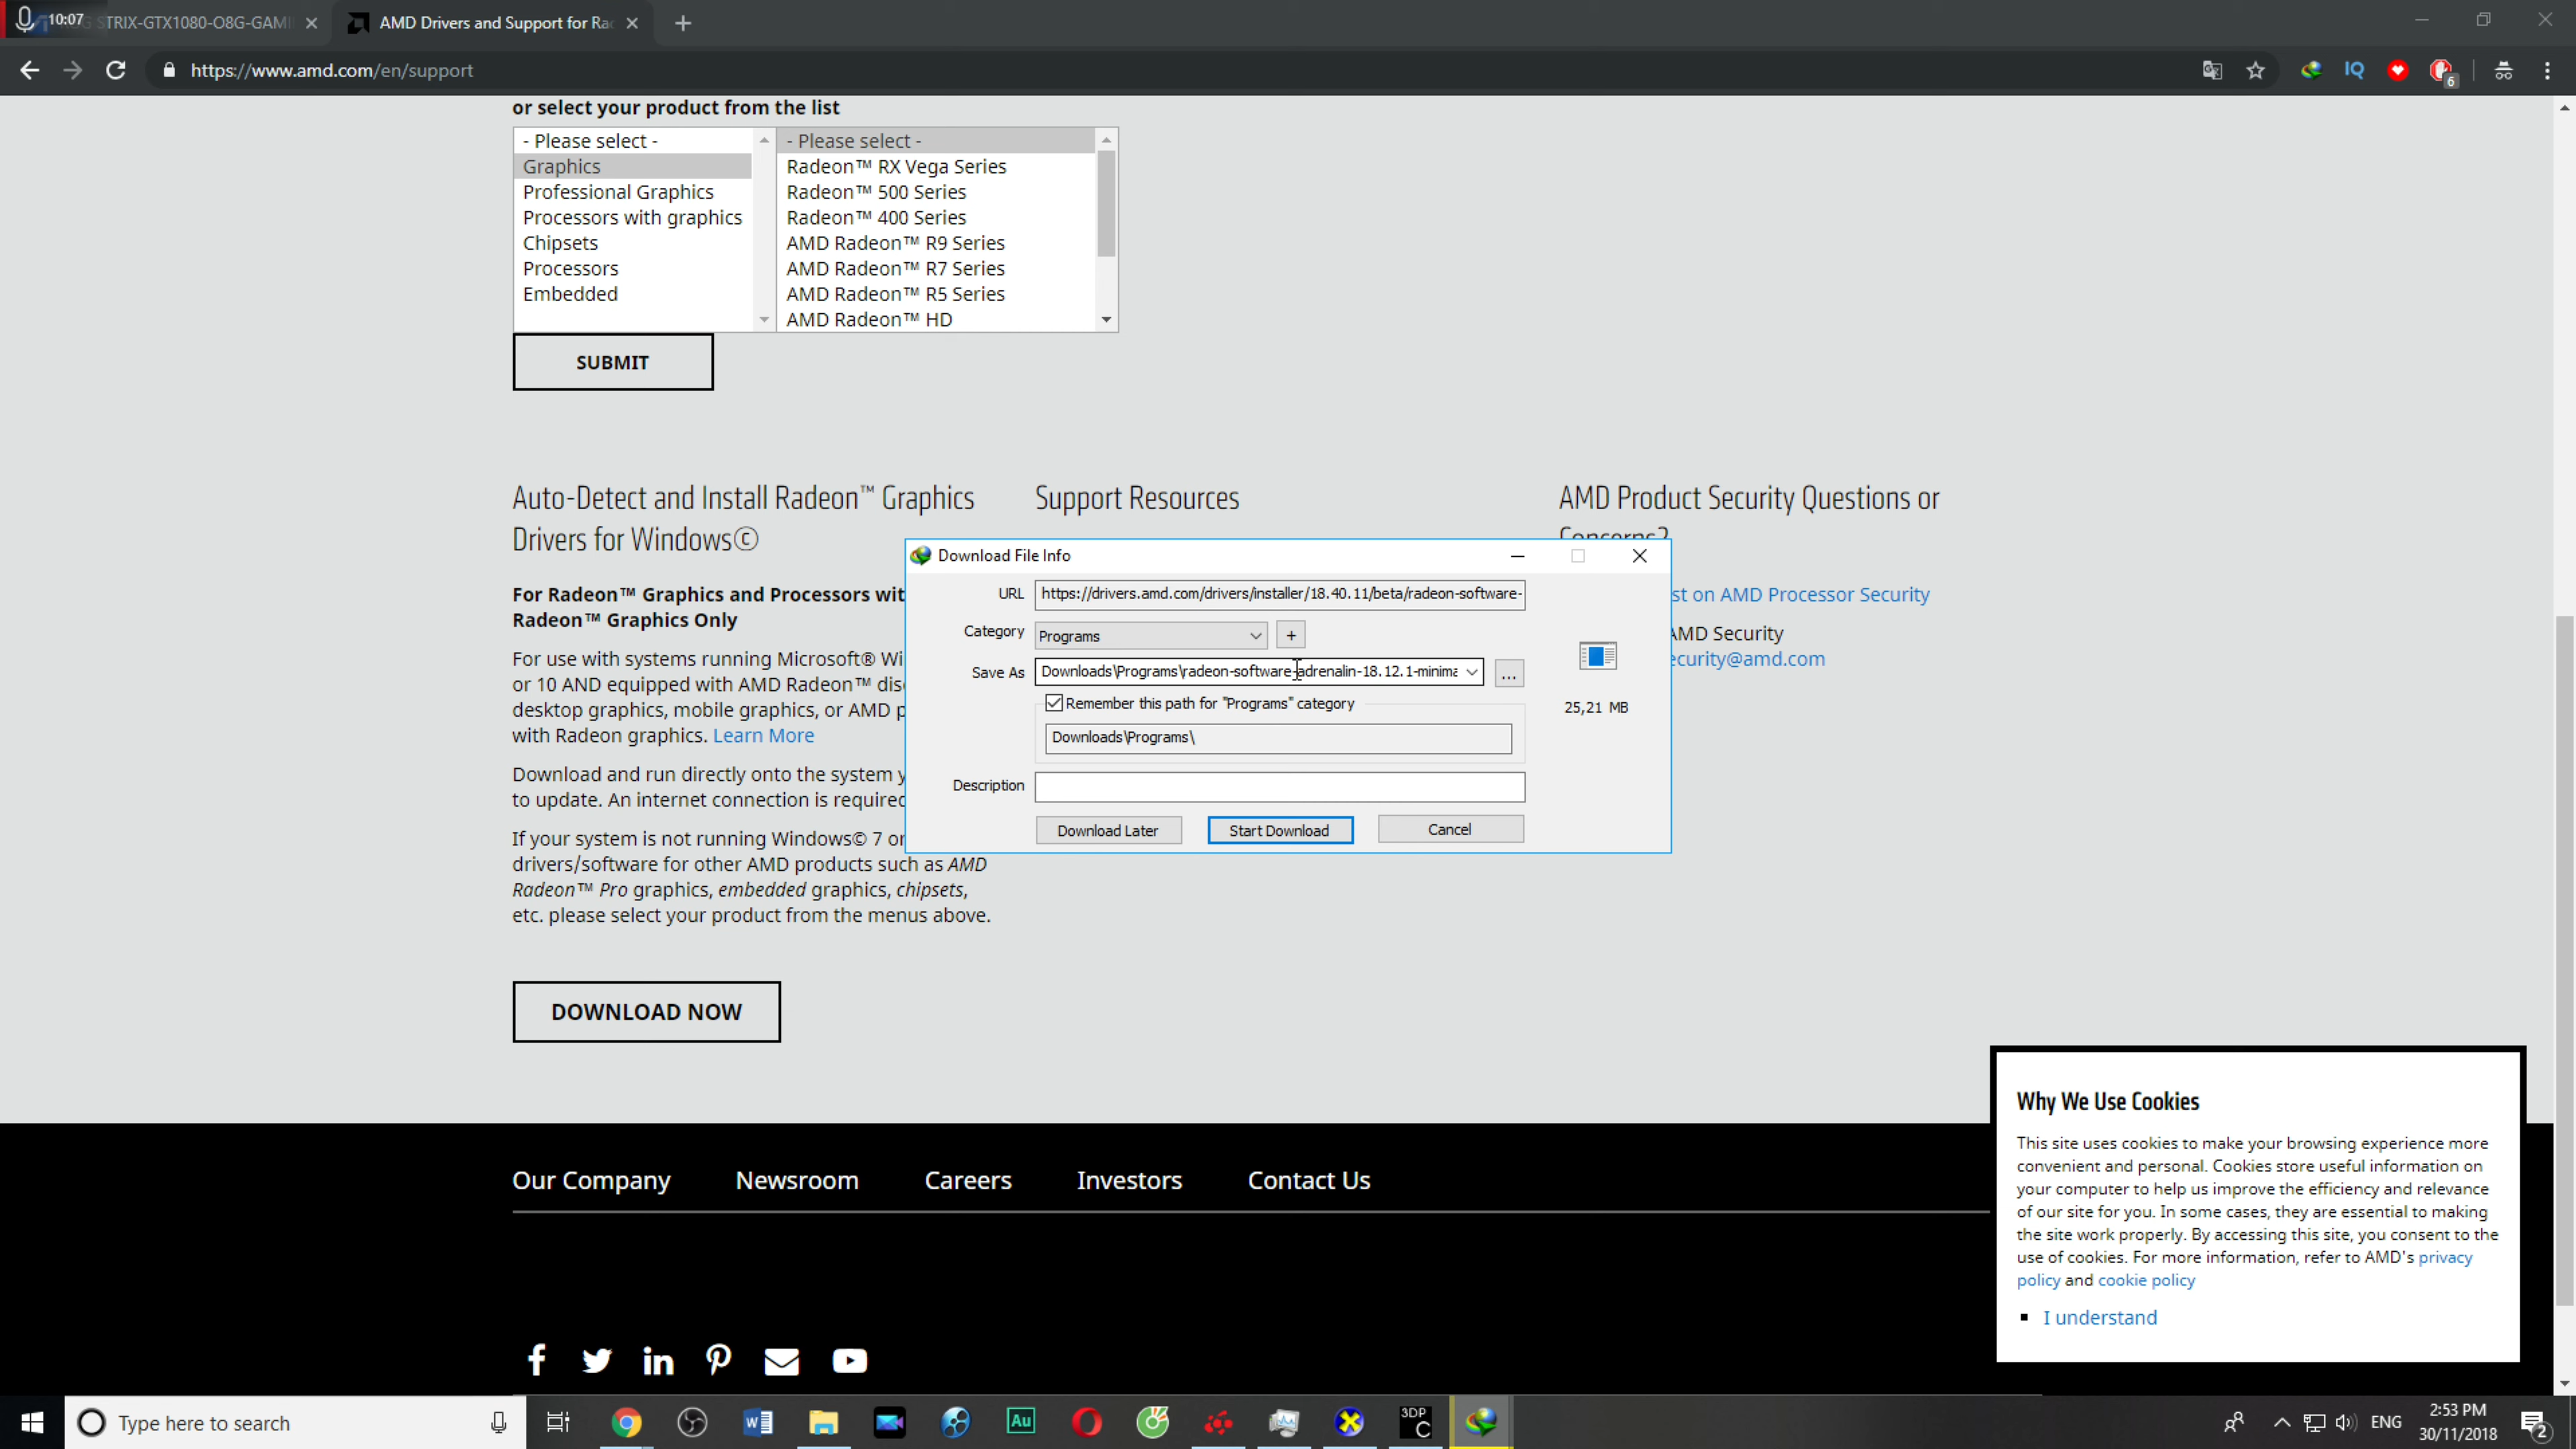 10:07
STRIX-GTX1080-O8G-GAMI
AMD Drivers and Support for Ra
https://www.amd.com/en/support
IQ
6
or select your product from the list
- Please select -
Graphics
Professional Graphics
Processors with graphics
Chipsets
Processors
Embedded
- Please select -
Radeon™ RX Vega Series
Radeon™ 500 Series
Radeon™ 400 Series
AMD Radeon™ R9 Series
AMD Radeon™ R7 Series
AMD Radeon™ R5 Series
AMD Radeon™ HD
SUBMIT
Auto-Detect and Install Radeon™ Graphics
Drivers for Windows©
For Radeon™ Graphics and Processors wit
Radeon™ Graphics Only
For use with systems running Microsoft® Wi
or 10 AND equipped with AMD Radeon™ dis
desktop graphics, mobile graphics, or AMD p
with Radeon graphics. Learn More
Download and run directly onto the system y
to update. An internet connection is required
If your system is not running Windows© 7 or
drivers/software for other AMD products such as AMD
Radeon™ Pro graphics, embedded graphics, chipsets,
etc. please select your product from the menus above.
DOWNLOAD NOW
Support Resources
AMD Product Security Questions or
Concerns?
st on AMD Processor Security
AMD Security
ecurity@amd.com
Download File Info
URL
https://drivers.amd.com/drivers/installer/18.40.11/beta/radeon-software-
Category
Programs
+
Save As
Downloads\Programs\radeon-software-adrenalin-18.12.1-minima
...
Remember this path for "Programs" category
Downloads\Programs\
25,21 MB
Description
Download Later
Start Download
Cancel
Our Company
Newsroom
Careers
Investors
Contact Us
Why We Use Cookies
This site uses cookies to make your browsing experience more
convenient and personal. Cookies store useful information on
your computer to help us improve the efficiency and relevance
of our site for you. In some cases, they are essential to making
the site work properly. By accessing this site, you consent to the
use of cookies. For more information, refer to AMD's privacy
policy and cookie policy
I understand
Type here to search
Au
3DP
C
ENG
2:53 PM
30/11/2018
2